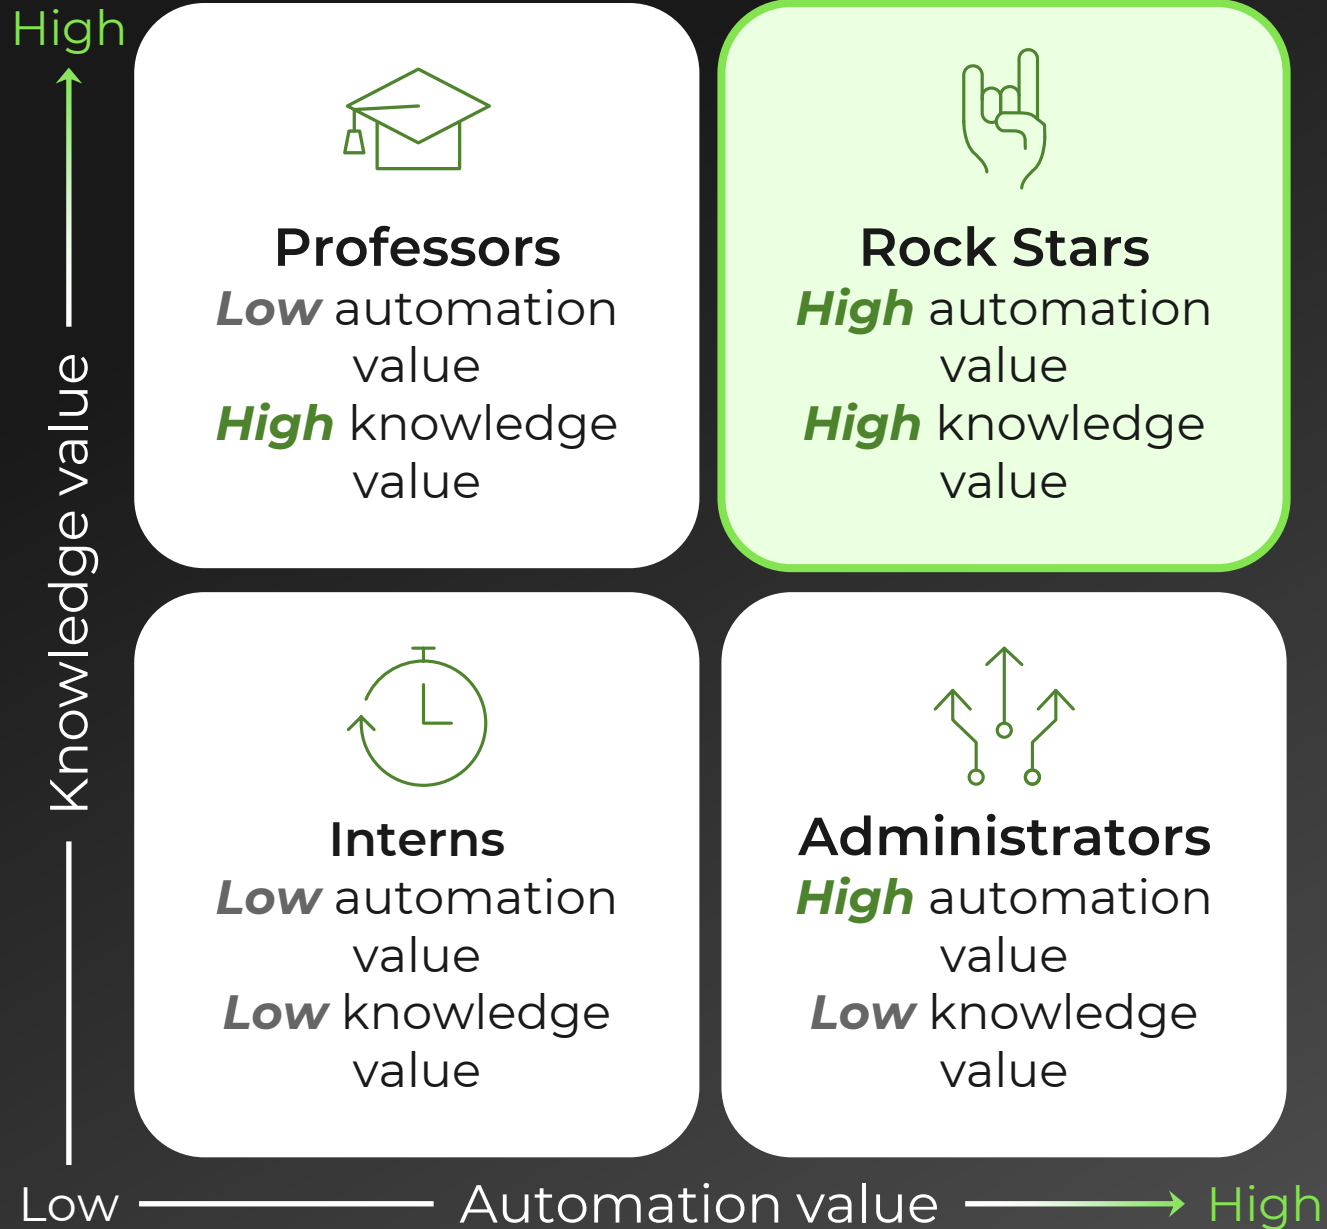 High
Knowledge value
Professors
Low automation
value
High knowledge
value
Rock Stars
High automation
value
High knowledge
value
Interns
Low automation
value
Low knowledge
value
Administrators
High automation
value
Low knowledge
value
Low
Automation value
High